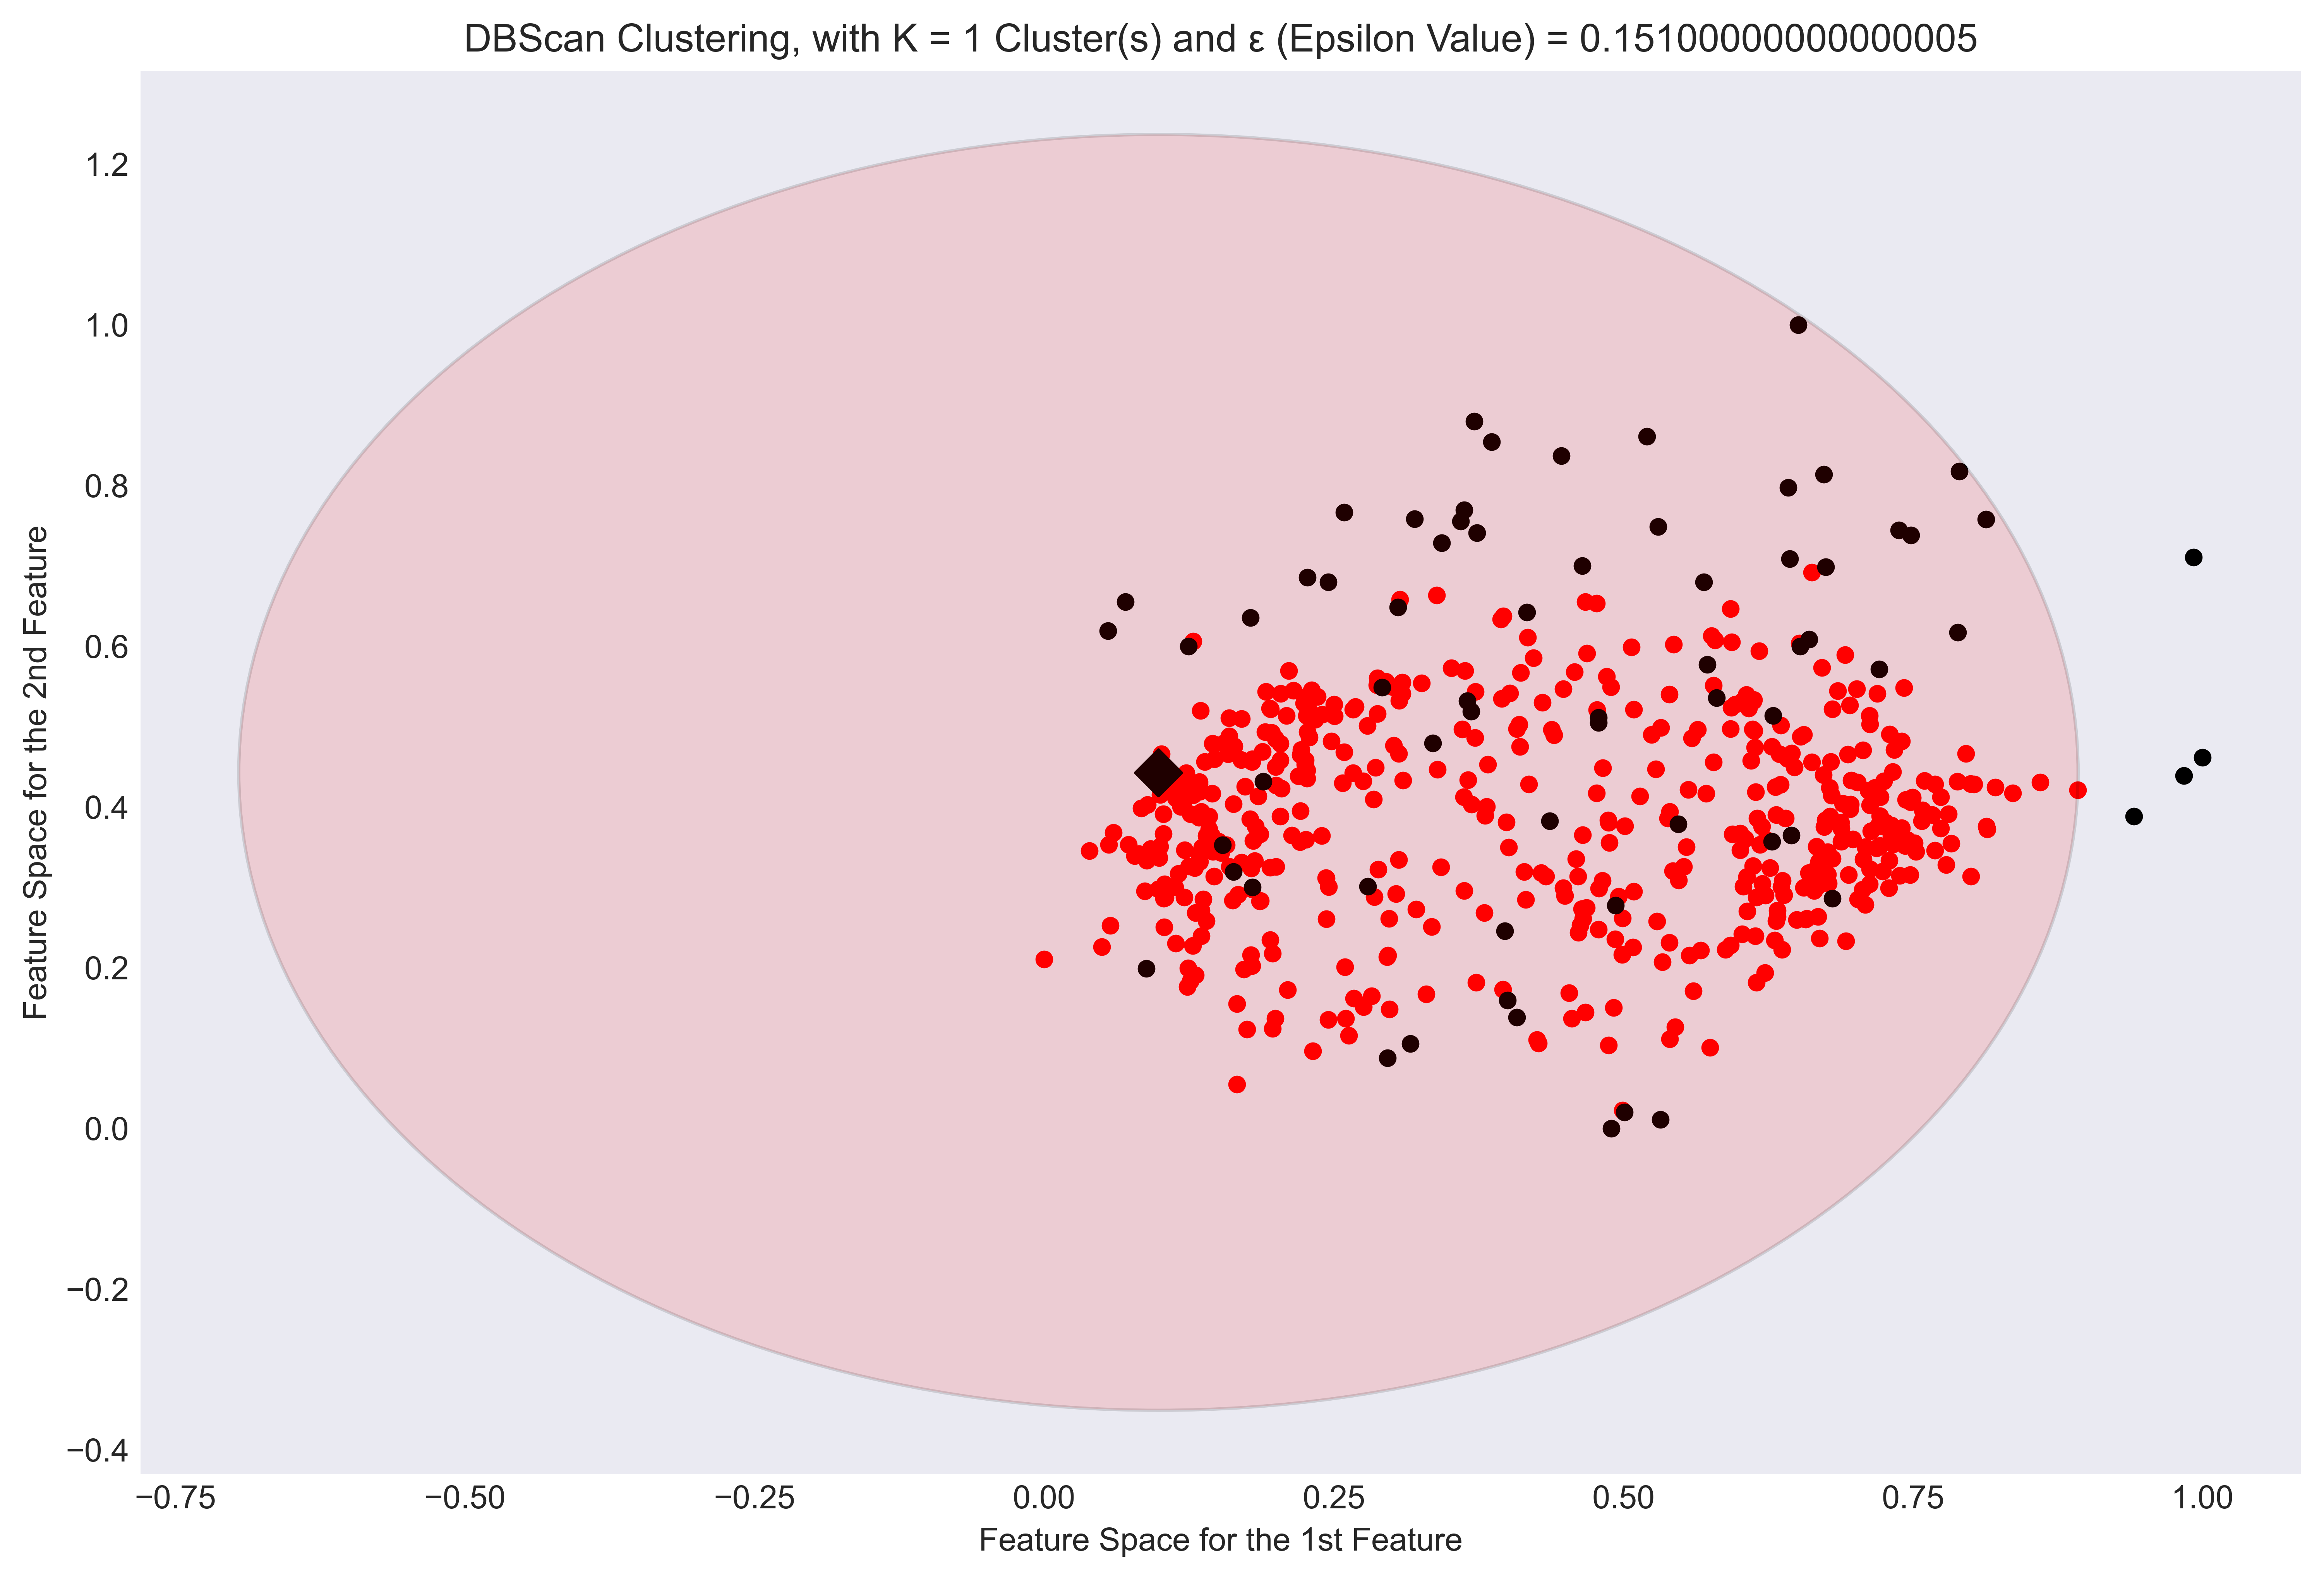 DBScan Clustering, with K = 1 Cluster(s) and ε (Epsilon Value) = 0.15100000000000005
Feature Space for the 2nd Feature
1.2
1.0
0.8
0.6
0.4
0.2
0.0
−0.2
−0.4
−0.75 −0.50 −0.25 0.00 0.25 0.50 0.75 1.00
Feature Space for the 1st Feature